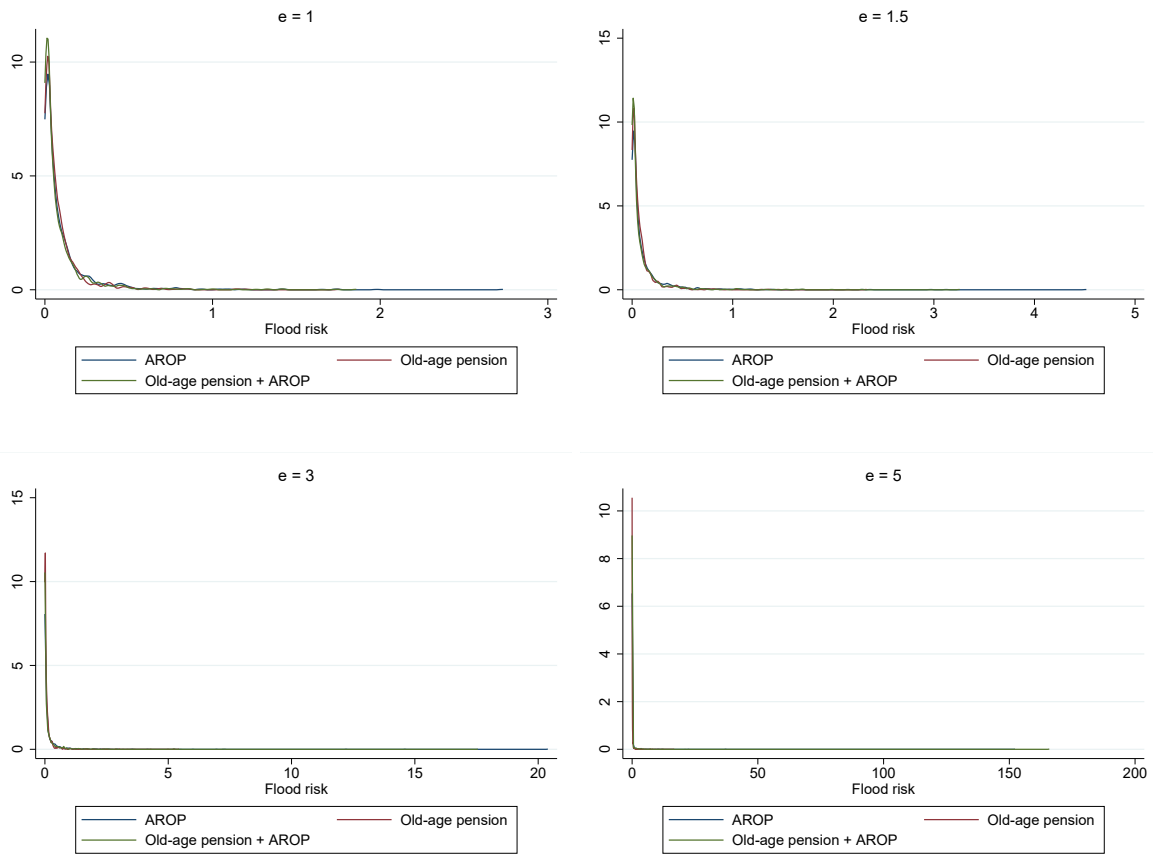 e = 1
15
10
5
0
0 1 2 3
Flood risk
AROP Old-age pension
Old-age pension + AROP
e = 1.5
15
10
5
0
0 1 2 3 4 5
Flood risk
AROP Old-age pension
Old-age pension + AROP
e = 3
15
10
5
0
0 5 10 15 20
Flood risk
AROP Old-age pension
Old-age pension + AROP
e = 5
10
8
6
4
2
0
0 50 100 150 200
Flood risk
AROP Old-age pension
Old-age pension + AROP